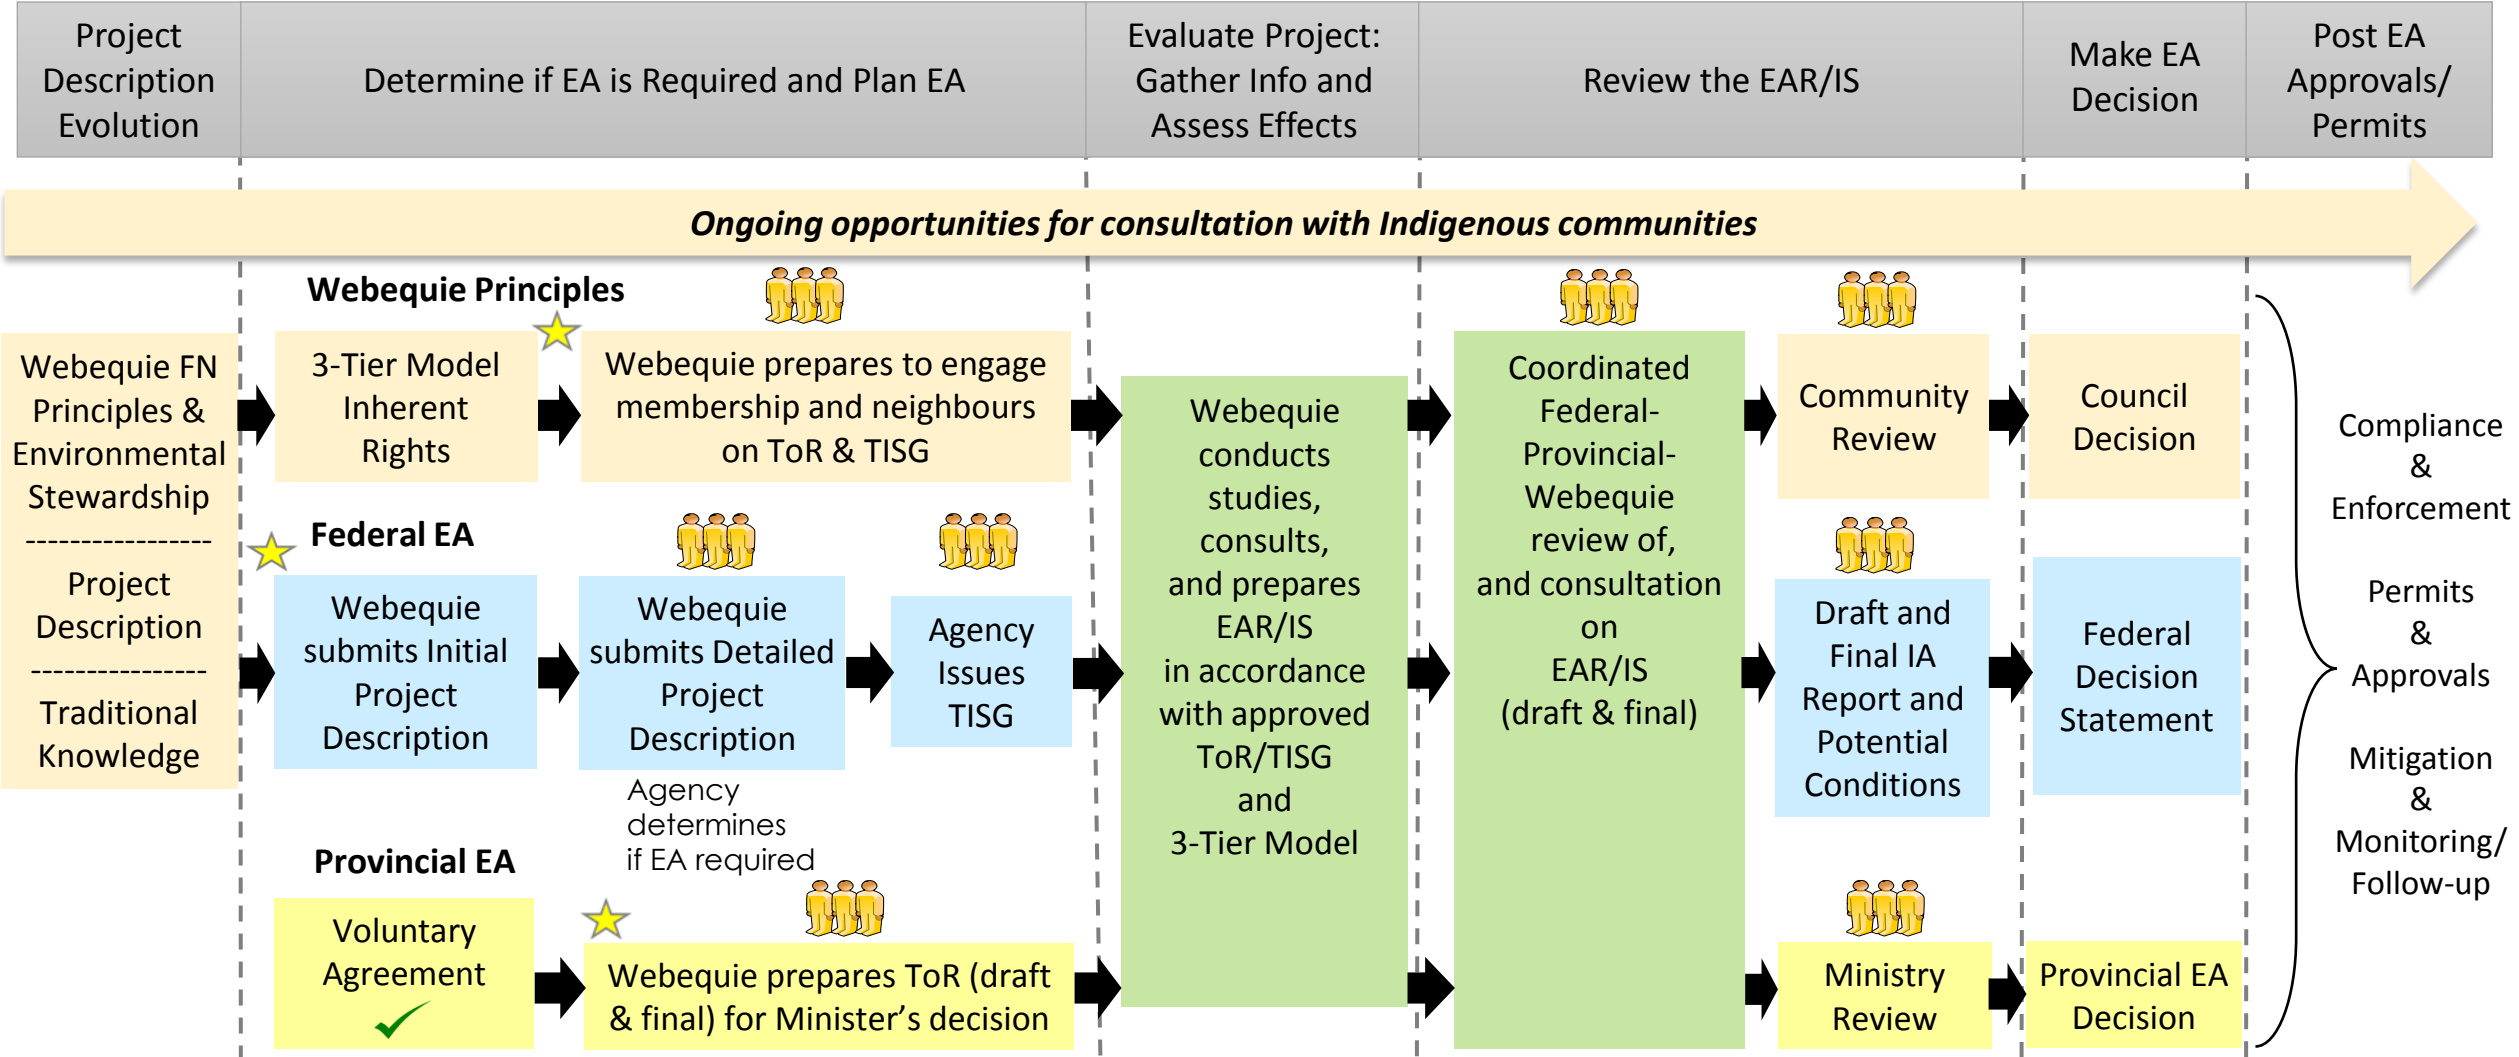 Project
Description
Evolution
Determine if EA is Required and Plan EA
Evaluate Project:
Gather Info and
Assess Effects
Review the EAR/IS
Make EA
Decision
Post EA
Approvals/
Permits
Ongoing opportunities for consultation with Indigenous communities
Webequie FN
Principles &
Environmental
Stewardship
-----------------
Project
Description
----------------
Traditional
Knowledge
Webequie Principles
3-Tier Model
Inherent
Rights
Webequie prepares to engage
membership and neighbours
on ToR & TISG
Federal EA
Webequie
submits Initial
Project
Description
Webequie
submits Detailed
Project
Description
Agency
determines
if EA required
Agency
Issues
TISG
Provincial EA
Voluntary
Agreement
Webequie prepares ToR (draft
& final) for Minister’s decision
Webequie
conducts
studies,
consults,
and prepares
EAR/IS
in accordance
with approved
ToR/TISG
and
3-Tier Model
Coordinated
Federal-
Provincial-
Webequie
review of,
and consultation
on
EAR/IS
(draft & final)
Community
Review
Council
Decision
Draft and
Final IA
Report and
Potential
Conditions
Federal
Decision
Statement
Ministry
Review
Provincial EA
Decision
Compliance
&
Enforcement
Permits
&
Approvals
Mitigation
&
Monitoring/
Follow-up